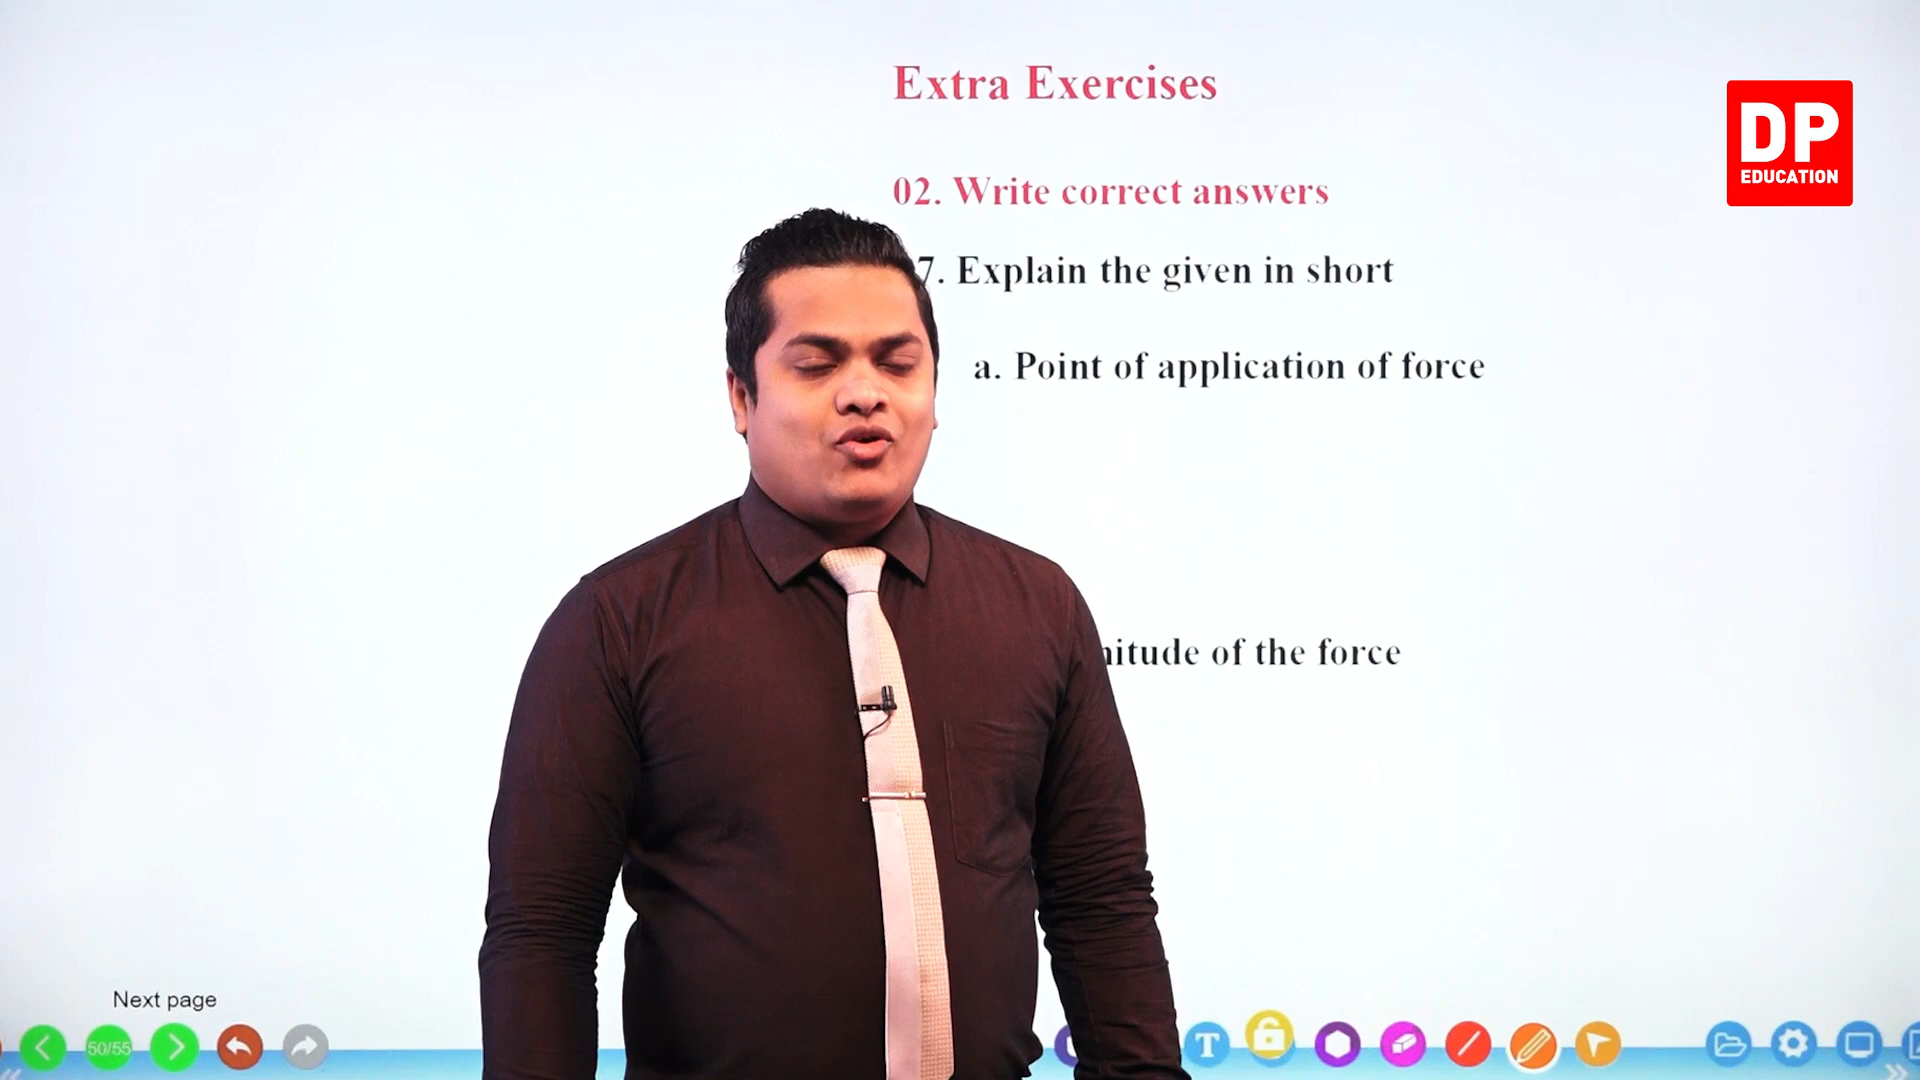 Extra Exercises
DP
EDUCATION
02. Write correct answers
7. Explain the given in short
a. Point of application of force
of the force
Next page
50/55
T